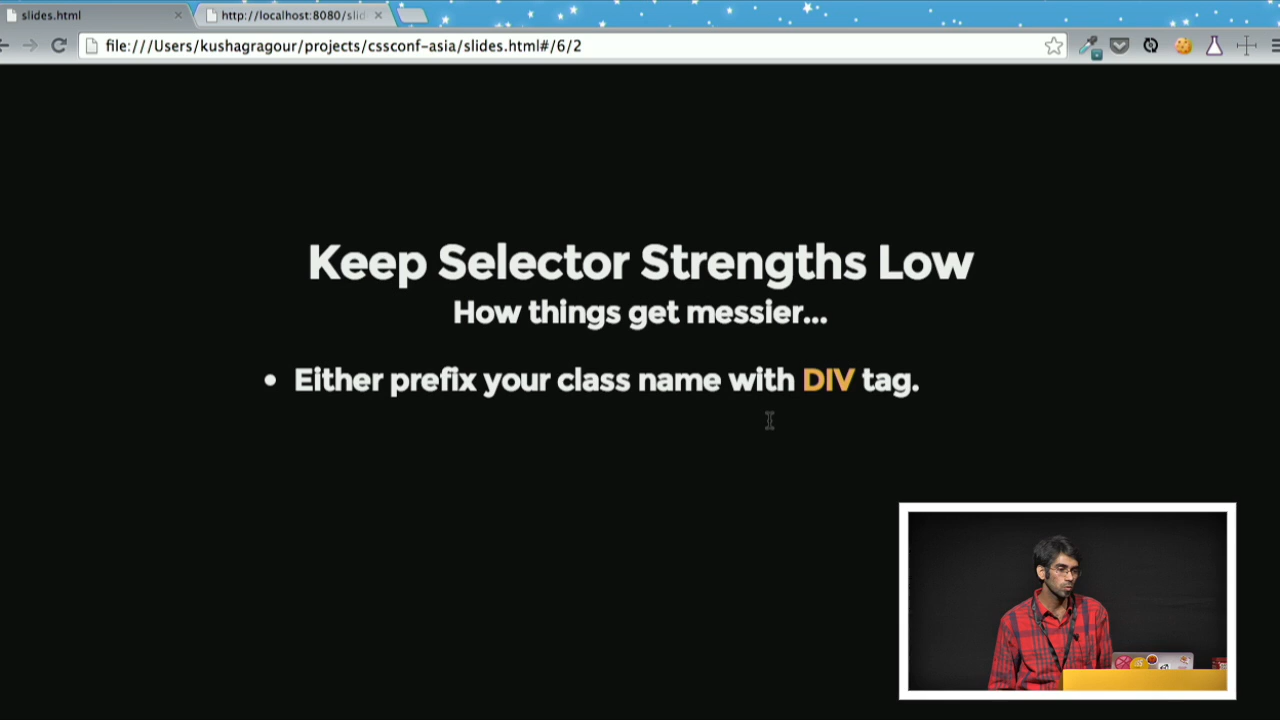 slides.html
http://localhost:8080/slid
file:///Users/kushagragour/projects/cssconf-asia/slides.html#/6/2
Keep Selector Strengths Low
How things get messier...
• Either prefix your class name with DIV tag.